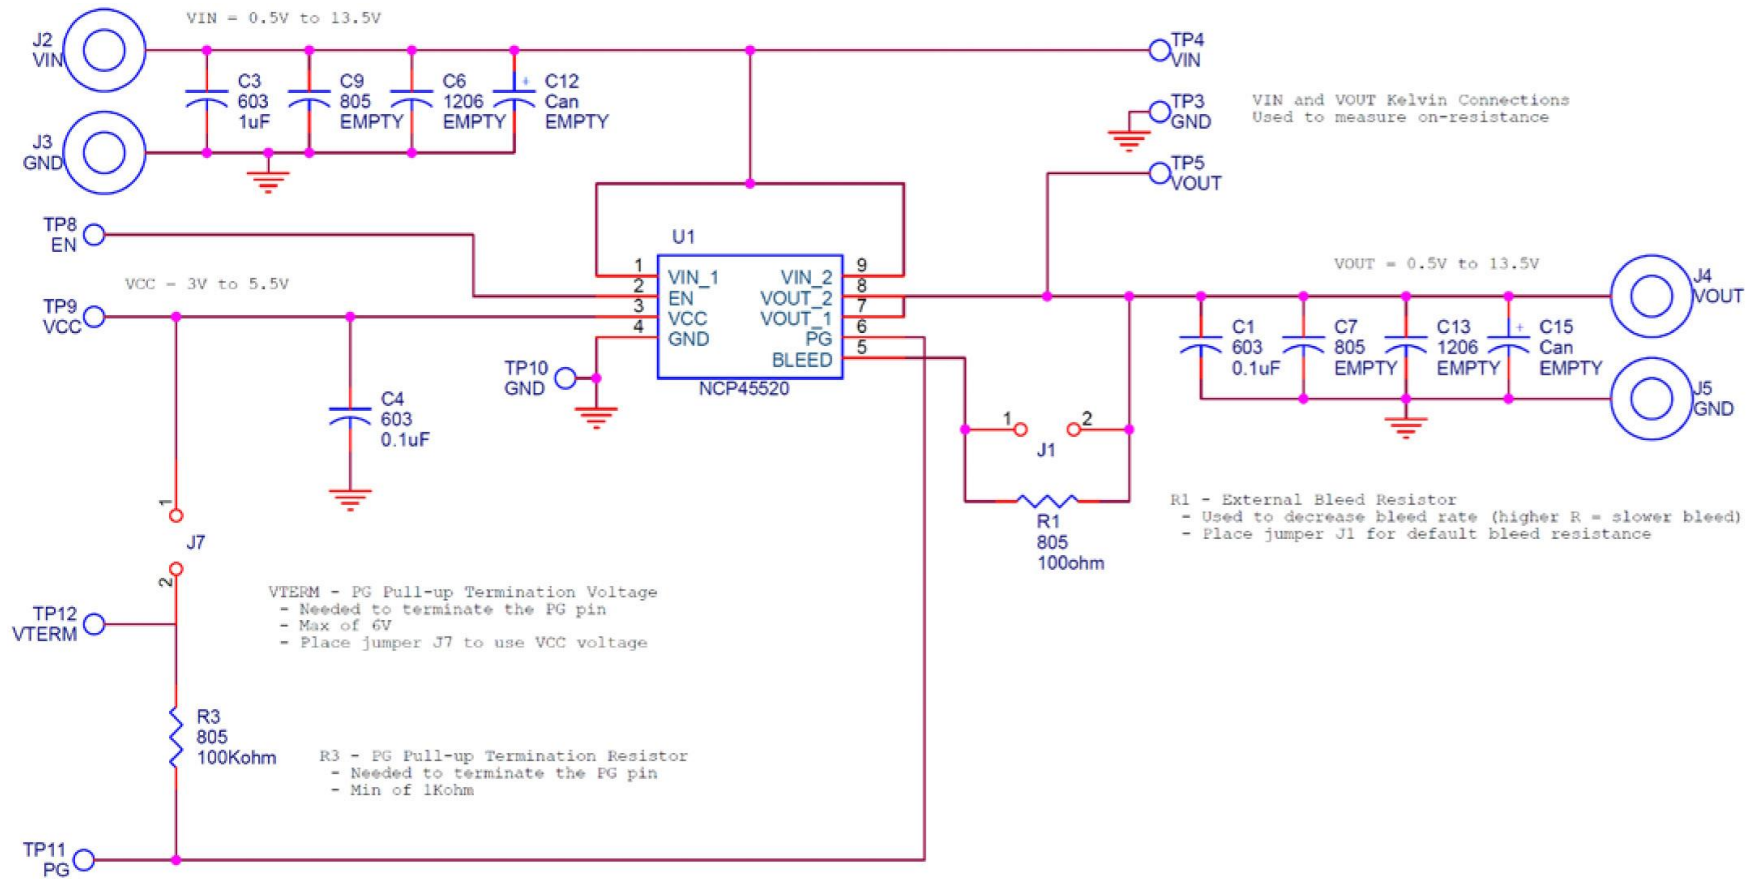 VIN = 0.5V to 13.5V
J2
VIN
C3
603
1uF
C9
805
EMPTY
C6
1206
EMPTY
+
C12
Can
EMPTY
J3
GND
TP4
VIN
TP3
GND
VIN and VOUT Kelvin Connections
Used to measure on-resistance
TP5
VOUT
TP8
EN
VCC - 3V to 5.5V
TP9
VCC
U1
1
VIN_1
2
EN
3
VCC
4
GND
VIN_2
9
VOUT_2
8
VOUT_1
7
PG
6
BLEED
5
NCP45520
TP10
GND
VOUT = 0.5V to 13.5V
J4
VOUT
C1
603
0.1uF
C7
805
EMPTY
C13
1206
EMPTY
+
C15
Can
EMPTY
J5
GND
C4
603
0.1uF
1
2
J1
R1
805
100ohm
R1 - External Bleed Resistor
- Used to decrease bleed rate (higher R = slower bleed)
- Place jumper J1 for default bleed resistance
1
J7
2
TP12
VTERM
VTERM - PG Pull-up Termination Voltage
- Needed to terminate the PG pin
- Max of 6V
- Place jumper J7 to use VCC voltage
R3
805
100Kohm
R3 - PG Pull-up Termination Resistor
- Needed to terminate the PG pin
- Min of 1Kohm
TP11
PG